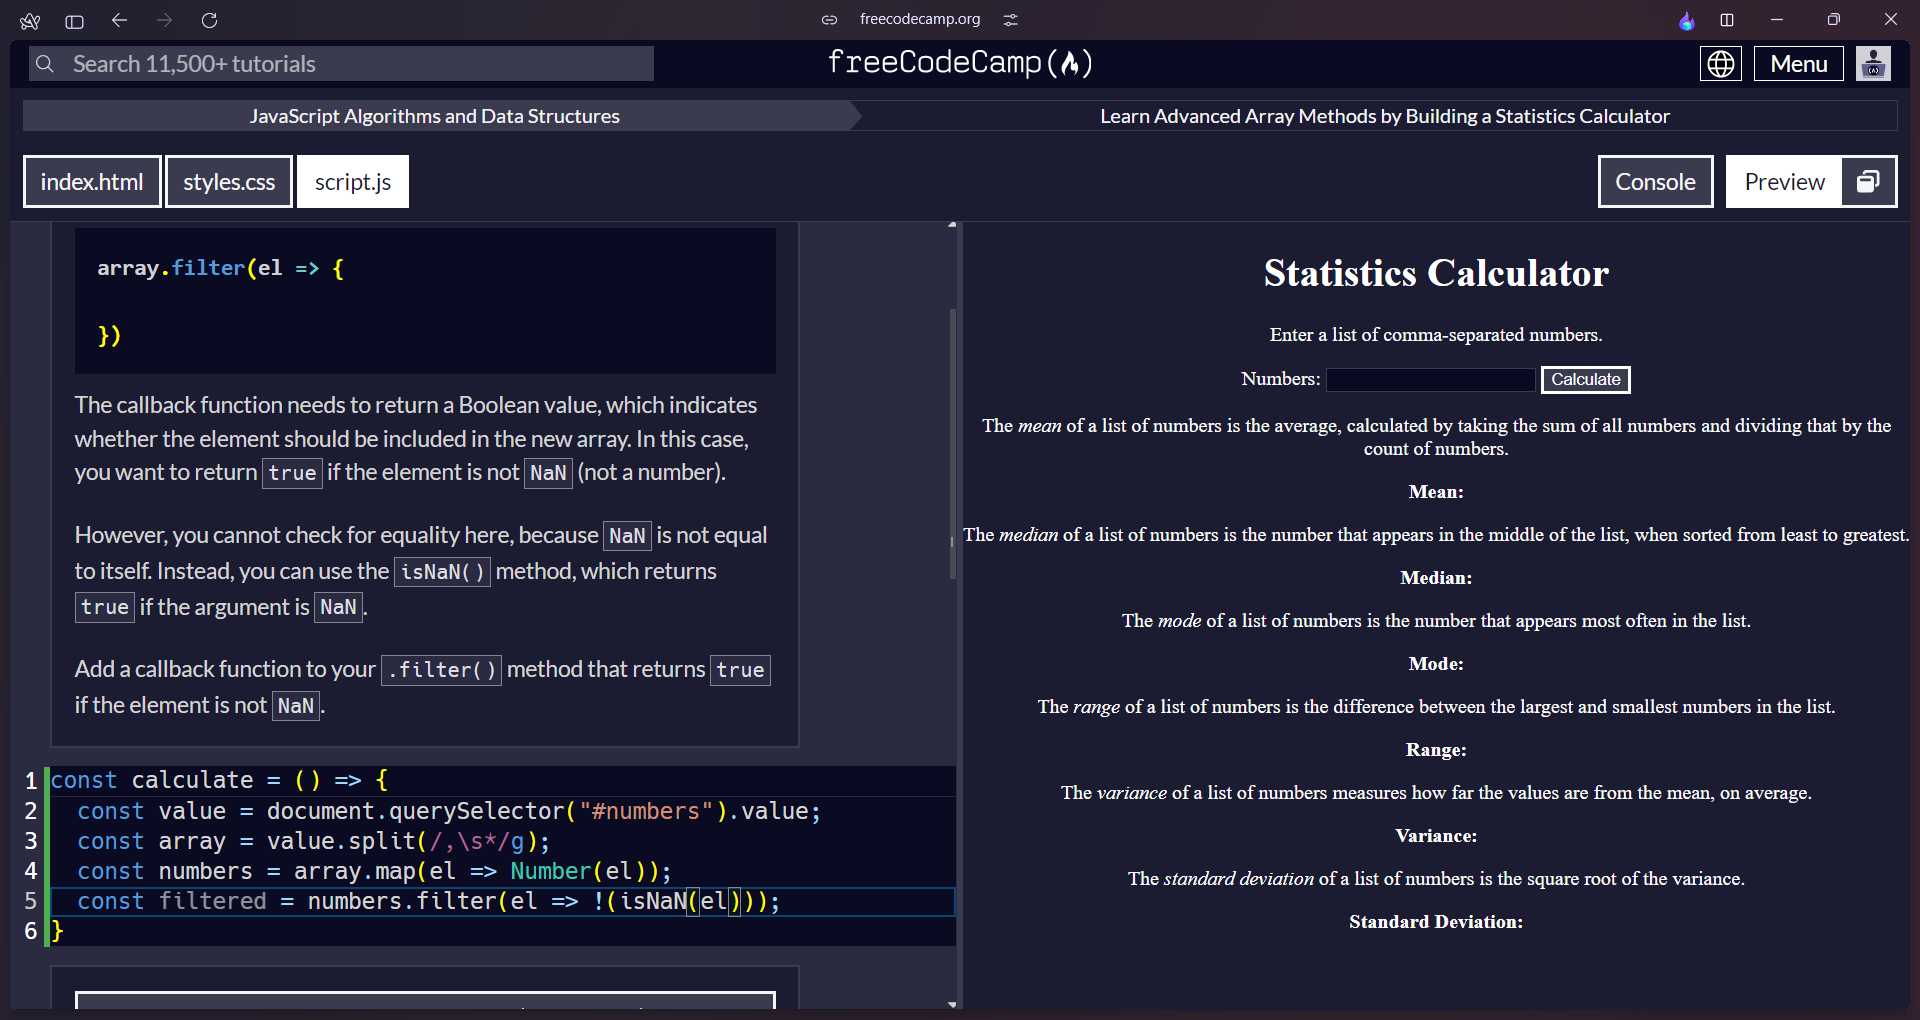 freecodecamp.org
Search 11,500+ tutorials
freeCodeCamp
Menu
JavaScript Algorithms and Data Structures
Learn Advanced Array Methods by Building a Statistics Calculator
index.html
styles.css
script.js
Console
Preview
array.filter(el => {
})
The callback function needs to return a Boolean value, which indicates
whether the element should be included in the new array. In this case,
you want to return true if the element is not NaN (not a number).
However, you cannot check for equality here, because NaN is not equal
to itself. Instead, you can use the isNaN() method, which returns
true if the argument is NaN.
Add a callback function to your .filter() method that returns true
if the element is not NaN.
1 const calculate = () => {
2 const value = document.querySelector("#numbers").value;
3 const array = value.split(/,\s*/g);
4 const numbers = array.map(el => Number(el));
5 const filtered = numbers.filter(el => !(isNaN(el)));
6 }
Statistics Calculator
Enter a list of comma-separated numbers.
Numbers:
Calculate
The mean of a list of numbers is the average, calculated by taking the sum of all numbers and dividing that by the
count of numbers.
Mean:
The median of a list of numbers is the number that appears in the middle of the list, when sorted from least to greatest.
Median:
The mode of a list of numbers is the number that appears most often in the list.
Mode:
The range of a list of numbers is the difference between the largest and smallest numbers in the list.
Range:
The variance of a list of numbers measures how far the values are from the mean, on average.
Variance:
The standard deviation of a list of numbers is the square root of the variance.
Standard Deviation: